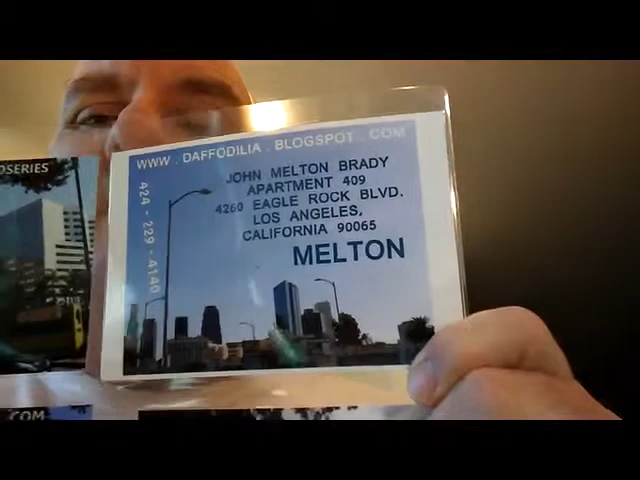 OSERIES
WWW . DAFFODILIA . BLOGSPOT . COM
JOHN MELTON BRADY
APARTMENT 409
4260 EAGLE ROCK BLVD.
LOS ANGELES,
CALIFORNIA 90065
MELTON
424 - 229 - 4140
.COM